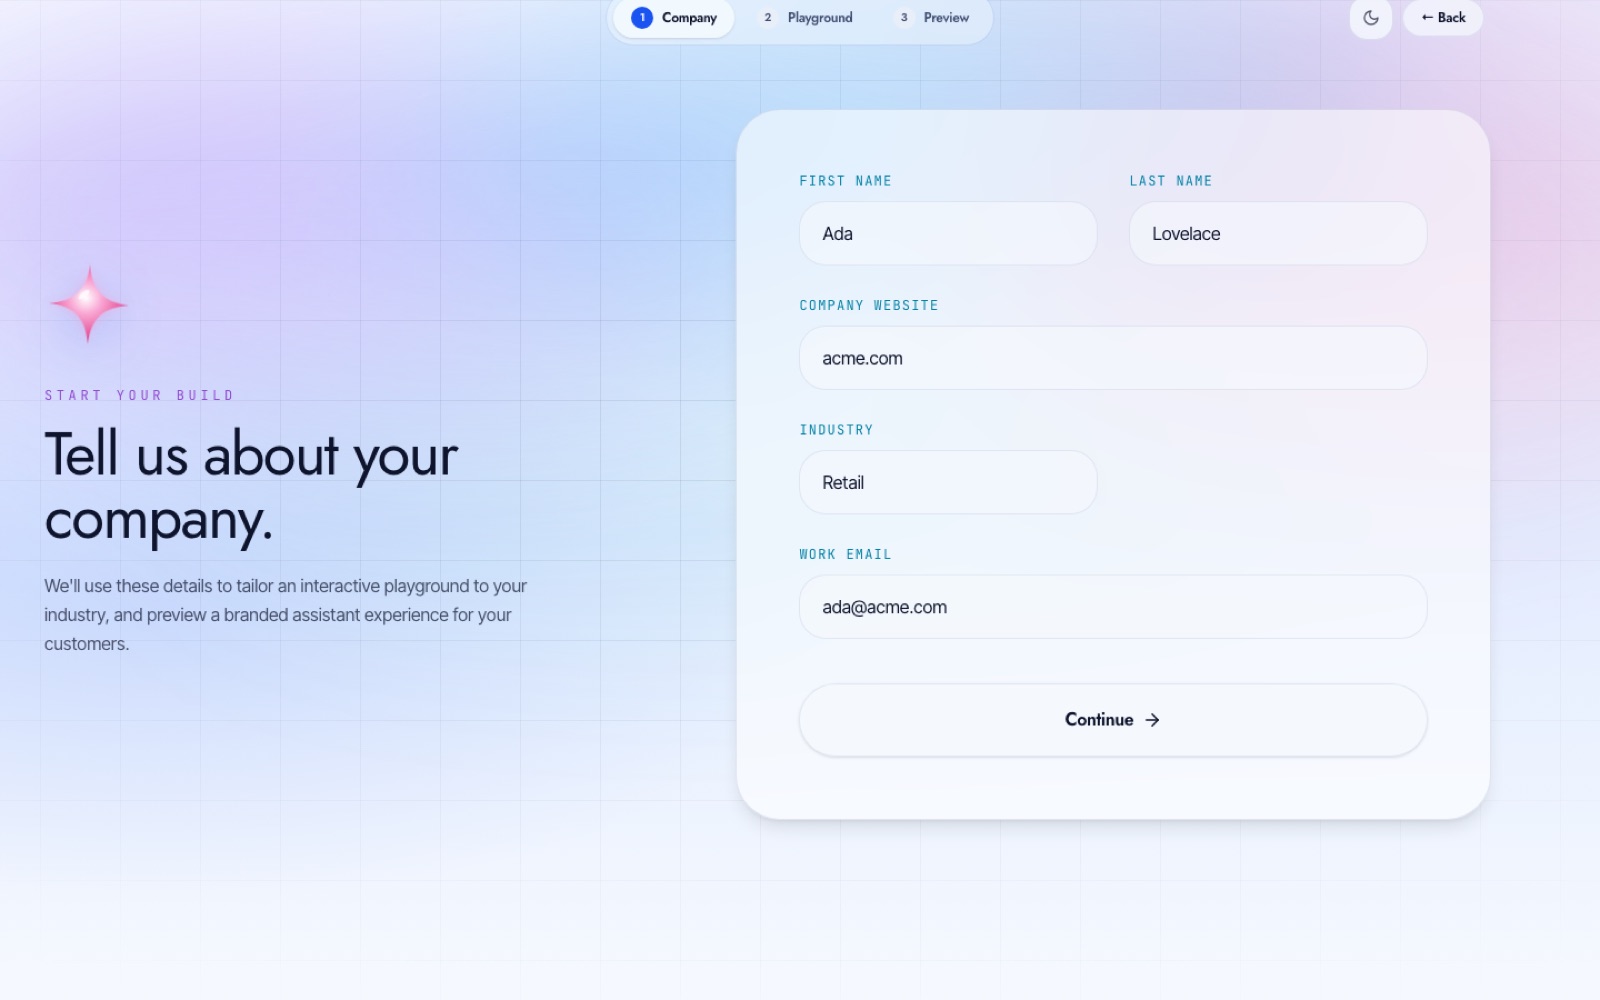 1 Company 2 Playground 3 Preview
← Back
START YOUR BUILD
Tell us about your
company.
We'll use these details to tailor an interactive playground to your
industry, and preview a branded assistant experience for your
customers.
FIRST NAME
Ada
LAST NAME
Lovelace
COMPANY WEBSITE
acme.com
INDUSTRY
Retail
WORK EMAIL
ada@acme.com
Continue →